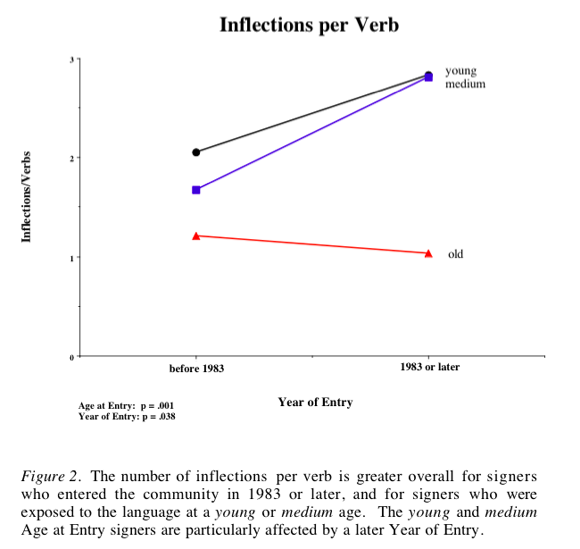 Inflections per Verb
3
young
medium
2
Inflections/Verbs
1
old
0
before 1983
1983 or later
Year of Entry
Age at Entry: p = .001
Year of Entry: p = .038
Figure 2. The number of inflections per verb is greater overall for signers
who entered the community in 1983 or later, and for signers who were
exposed to the language at a young or medium age. The young and medium
Age at Entry signers are particularly affected by a later Year of Entry.